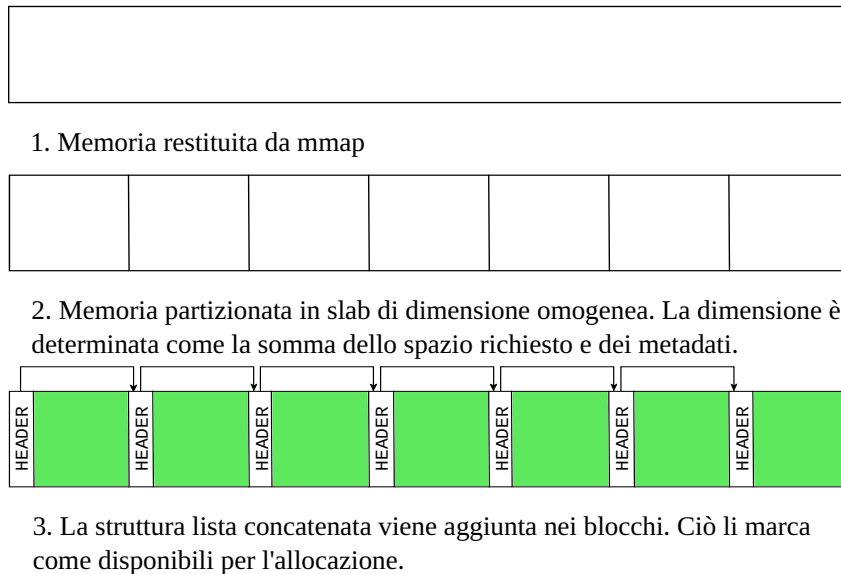 1. Memoria restituita da mmap
2. Memoria partizionata in slab di dimensione omogenea. La dimensione è
determinata come la somma dello spazio richiesto e dei metadati.
HEADER
HEADER
HEADER
HEADER
HEADER
HEADER
HEADER
3. La struttura lista concatenata viene aggiunta nei blocchi. Ciò li marca
come disponibili per l'allocazione.